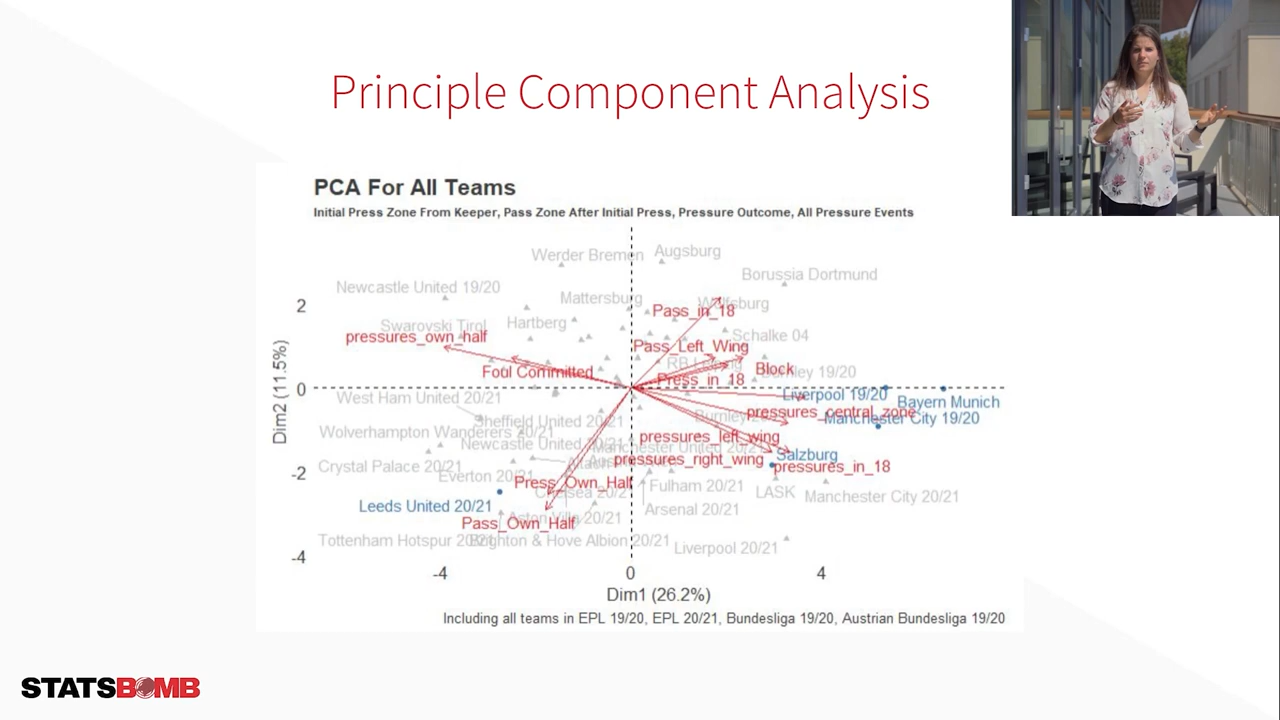 Principle Component Analysis
PCA For All Teams
Initial Press Zone From Keeper, Pass Zone After Initial Press, Pressure Outcome, All Pressure Events
Werder Bremen
Augsburg
Borussia Dortmund
Newcastle United 19/20
Mattersburg
Wolfsburg
2
Pass_in_18
Swarovski Tirol
Hartberg
Schalke 04
pressures_own_half
Pass_Left_Wing
Foul Committed
RB Leipzig
Block
Press_in_18
Burnley 19/20
0
Liverpool 19/20
Bayern Munich
West Ham United 20/21
pressures_central_zone
Manchester City 19/20
Sheffield United 20/21
Burnley
Wolverhampton Wanderers 20/21
pressures_left_wing
Newcastle United
Manchester United
Salzburg
Crystal Palace 20/21
pressures_right_wing
pressures_in_18
-2
Everton 20/21
Press_Own_Half
Fulham 20/21
LASK
Manchester City 20/21
Chelsea 20/21
Leeds United 20/21
Arsenal 20/21
Pass_Own_Half
Aston Villa 20/21
Tottenham Hotspur 20/21
Brighton & Hove Albion 20/21
Liverpool 20/21
-4
Dim2 (11.5%)
-4
0
4
Dim1 (26.2%)
Including all teams in EPL 19/20, EPL 20/21, Bundesliga 19/20, Austrian Bundesliga 19/20
STATSBOMB